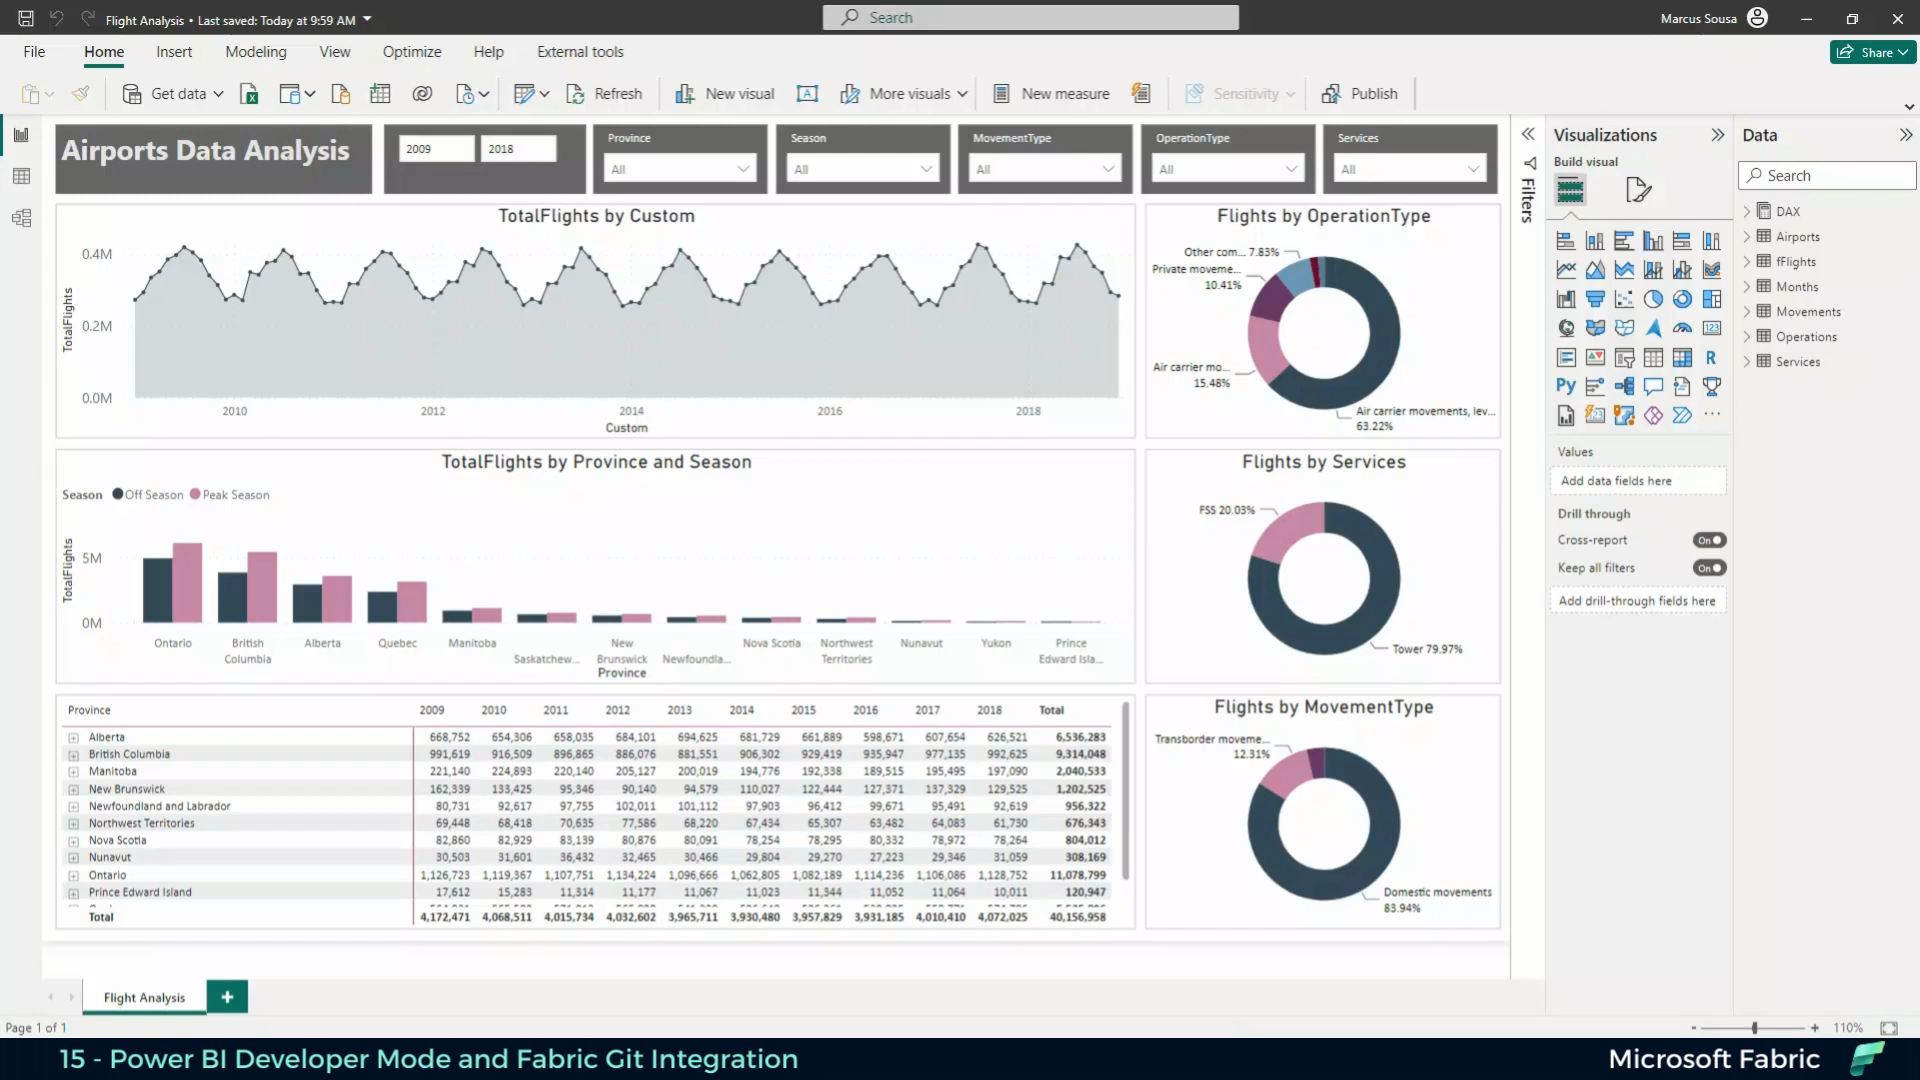 Flight Analysis • Last saved: Today at 9:59 AM
Search
Marcus Sousa
File Home Insert Modeling View Optimize Help External tools
Share
Get data
Refresh
New visual
More visuals
New measure
Sensitivity
Publish
Airports Data Analysis
2009 2018
Province
All
Season
All
MovementType
All
OperationType
All
Services
All
TotalFlights by Custom
TotalFlights
0.4M
0.2M
0.0M
2010 2012 2014 2016 2018
Custom
Flights by OperationType
Other com... 7.83%
Private moveme...
10.41%
Air carrier mo...
15.48%
Air carrier movements, lev...
63.22%
TotalFlights by Province and Season
Season Off Season Peak Season
TotalFlights
5M
0M
Ontario
British
Columbia
Alberta
Quebec
Manitoba
Saskatchew...
New
Brunswick
Newfoundla...
Nova Scotia
Northwest
Territories
Nunavut
Yukon
Prince
Edward Isla...
Province
Flights by Services
FSS 20.03%
Tower 79.97%
Province 2009 2010 2011 2012 2013 2014 2015 2016 2017 2018 Total
Alberta 668,752 654,306 658,035 684,101 694,625 681,729 661,889 598,671 607,654 626,521 6,536,283
British Columbia 991,619 916,509 896,865 886,076 881,551 906,302 929,419 935,947 977,135 992,625 9,314,048
Manitoba 221,140 224,893 220,140 205,127 200,019 194,776 192,338 189,515 195,495 197,090 2,040,533
New Brunswick 162,339 133,425 95,346 90,140 94,579 110,027 122,444 127,371 137,329 129,525 1,202,525
Newfoundland and Labrador 80,731 92,617 97,755 102,011 101,112 97,903 96,412 99,671 95,491 92,619 956,322
Northwest Territories 69,448 68,418 70,635 77,586 68,220 67,434 65,307 63,482 64,083 61,730 676,343
Nova Scotia 82,860 82,929 83,139 80,876 80,091 78,254 78,295 80,332 78,972 78,264 804,012
Nunavut 30,503 31,601 36,432 32,465 30,466 29,804 29,270 27,223 29,346 31,059 308,169
Ontario 1,126,723 1,119,367 1,107,751 1,134,224 1,096,666 1,062,805 1,082,189 1,114,236 1,106,086 1,128,752 11,078,799
Prince Edward Island 17,612 15,283 11,314 11,177 11,067 11,023 11,344 11,052 11,064 10,011 120,947
Total 4,172,471 4,068,511 4,015,734 4,032,602 3,965,711 3,930,480 3,957,829 3,931,185 4,010,410 4,072,025 40,156,958
Flights by MovementType
Transborder moveme...
12.31%
Domestic movements
83.94%
Filters
Visualizations
Build visual
R
Py
123
Values
Add data fields here
Drill through
Cross-report On
Keep all filters On
Add drill-through fields here
Data
Search
DAX
Airports
fFlights
Months
Movements
Operations
Services
Flight Analysis
Page 1 of 1
110%
15 - Power BI Developer Mode and Fabric Git Integration
Microsoft Fabric